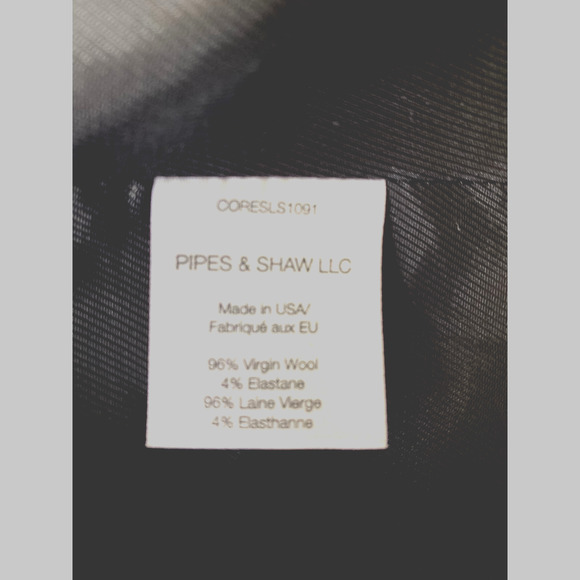 CORESLS1091
PIPES & SHAW LLC
Made in USA/
Fabriqué aux EU
96% Virgin Wool
4% Elastane
96% Laine Vierge
4% Elasthanne